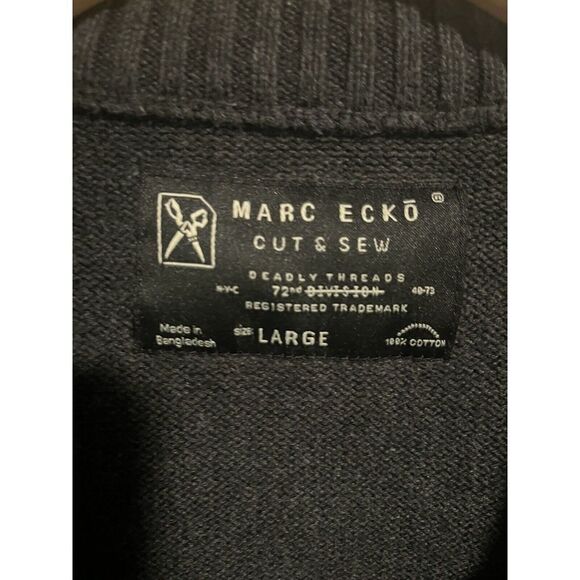 MARC ECKŌ ®
CUT & SEW
DEADLY THREADS
N-Y-C 72nd DIVISION 40-73
REGISTERED TRADEMARK
Made in Bangladesh
SIZE: LARGE
100% COTTON